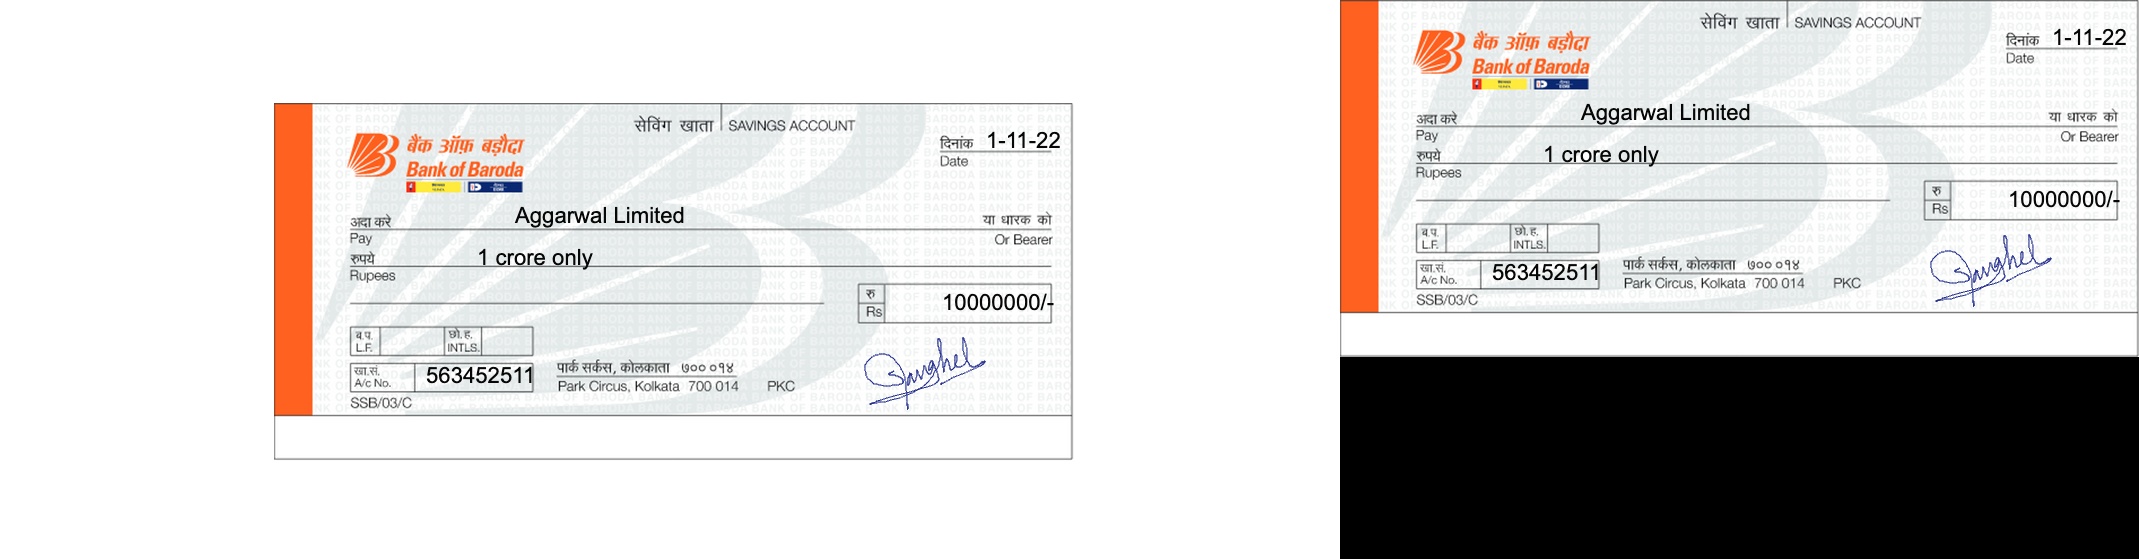 सेविंग खाता SAVINGS ACCOUNT
बैंक ऑफ़ बड़ौदा
Bank of Baroda
दिनांक 1-11-22
Date
अदा करे Aggarwal Limited या धारक को
Pay Or Bearer
रुपये 1 crore only
Rupees
रु 10000000/-
Rs
ब.प. छो.ह.
L.F. INTLS.
खा.सं. 563452511 पार्क सर्कस, कोलकाता ७०० ०१४
A/c No. Park Circus, Kolkata 700 014 PKC
SSB/03/C
सेविंग खाता SAVINGS ACCOUNT
बैंक ऑफ़ बड़ौदा
Bank of Baroda
दिनांक 1-11-22
Date
अदा करे Aggarwal Limited या धारक को
Pay Or Bearer
रुपये 1 crore only
Rupees
रु 10000000/-
Rs
ब.प. छो.ह.
L.F. INTLS.
खा.सं. 563452511 पार्क सर्कस, कोलकाता ७०० ०१४
A/c No. Park Circus, Kolkata 700 014 PKC
SSB/03/C